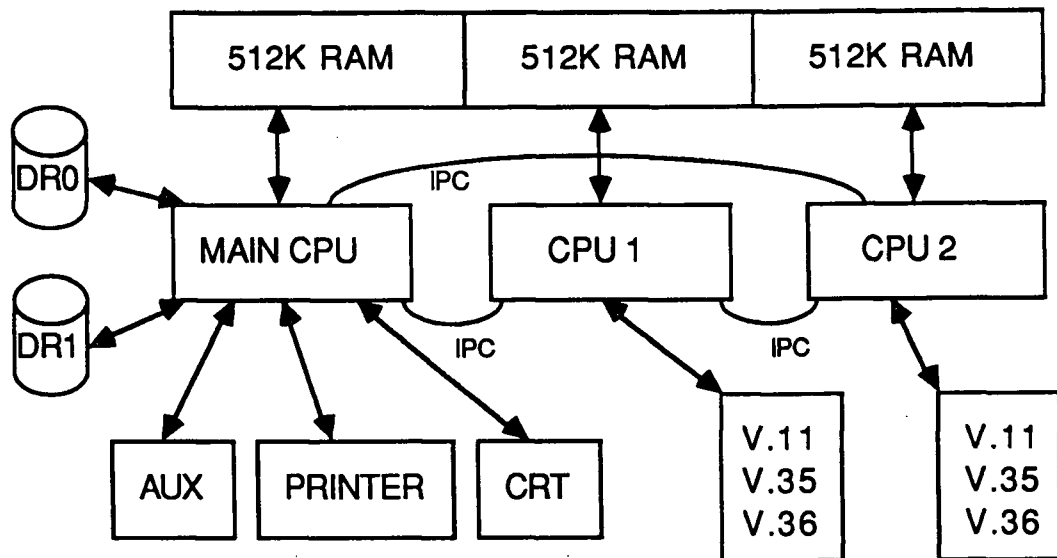 512K RAM
512K RAM
512K RAM
DR0
IPC
MAIN CPU
CPU 1
CPU 2
DR1
IPC
IPC
AUX
PRINTER
CRT
V.11
V.35
V.36
V.11
V.35
V.36